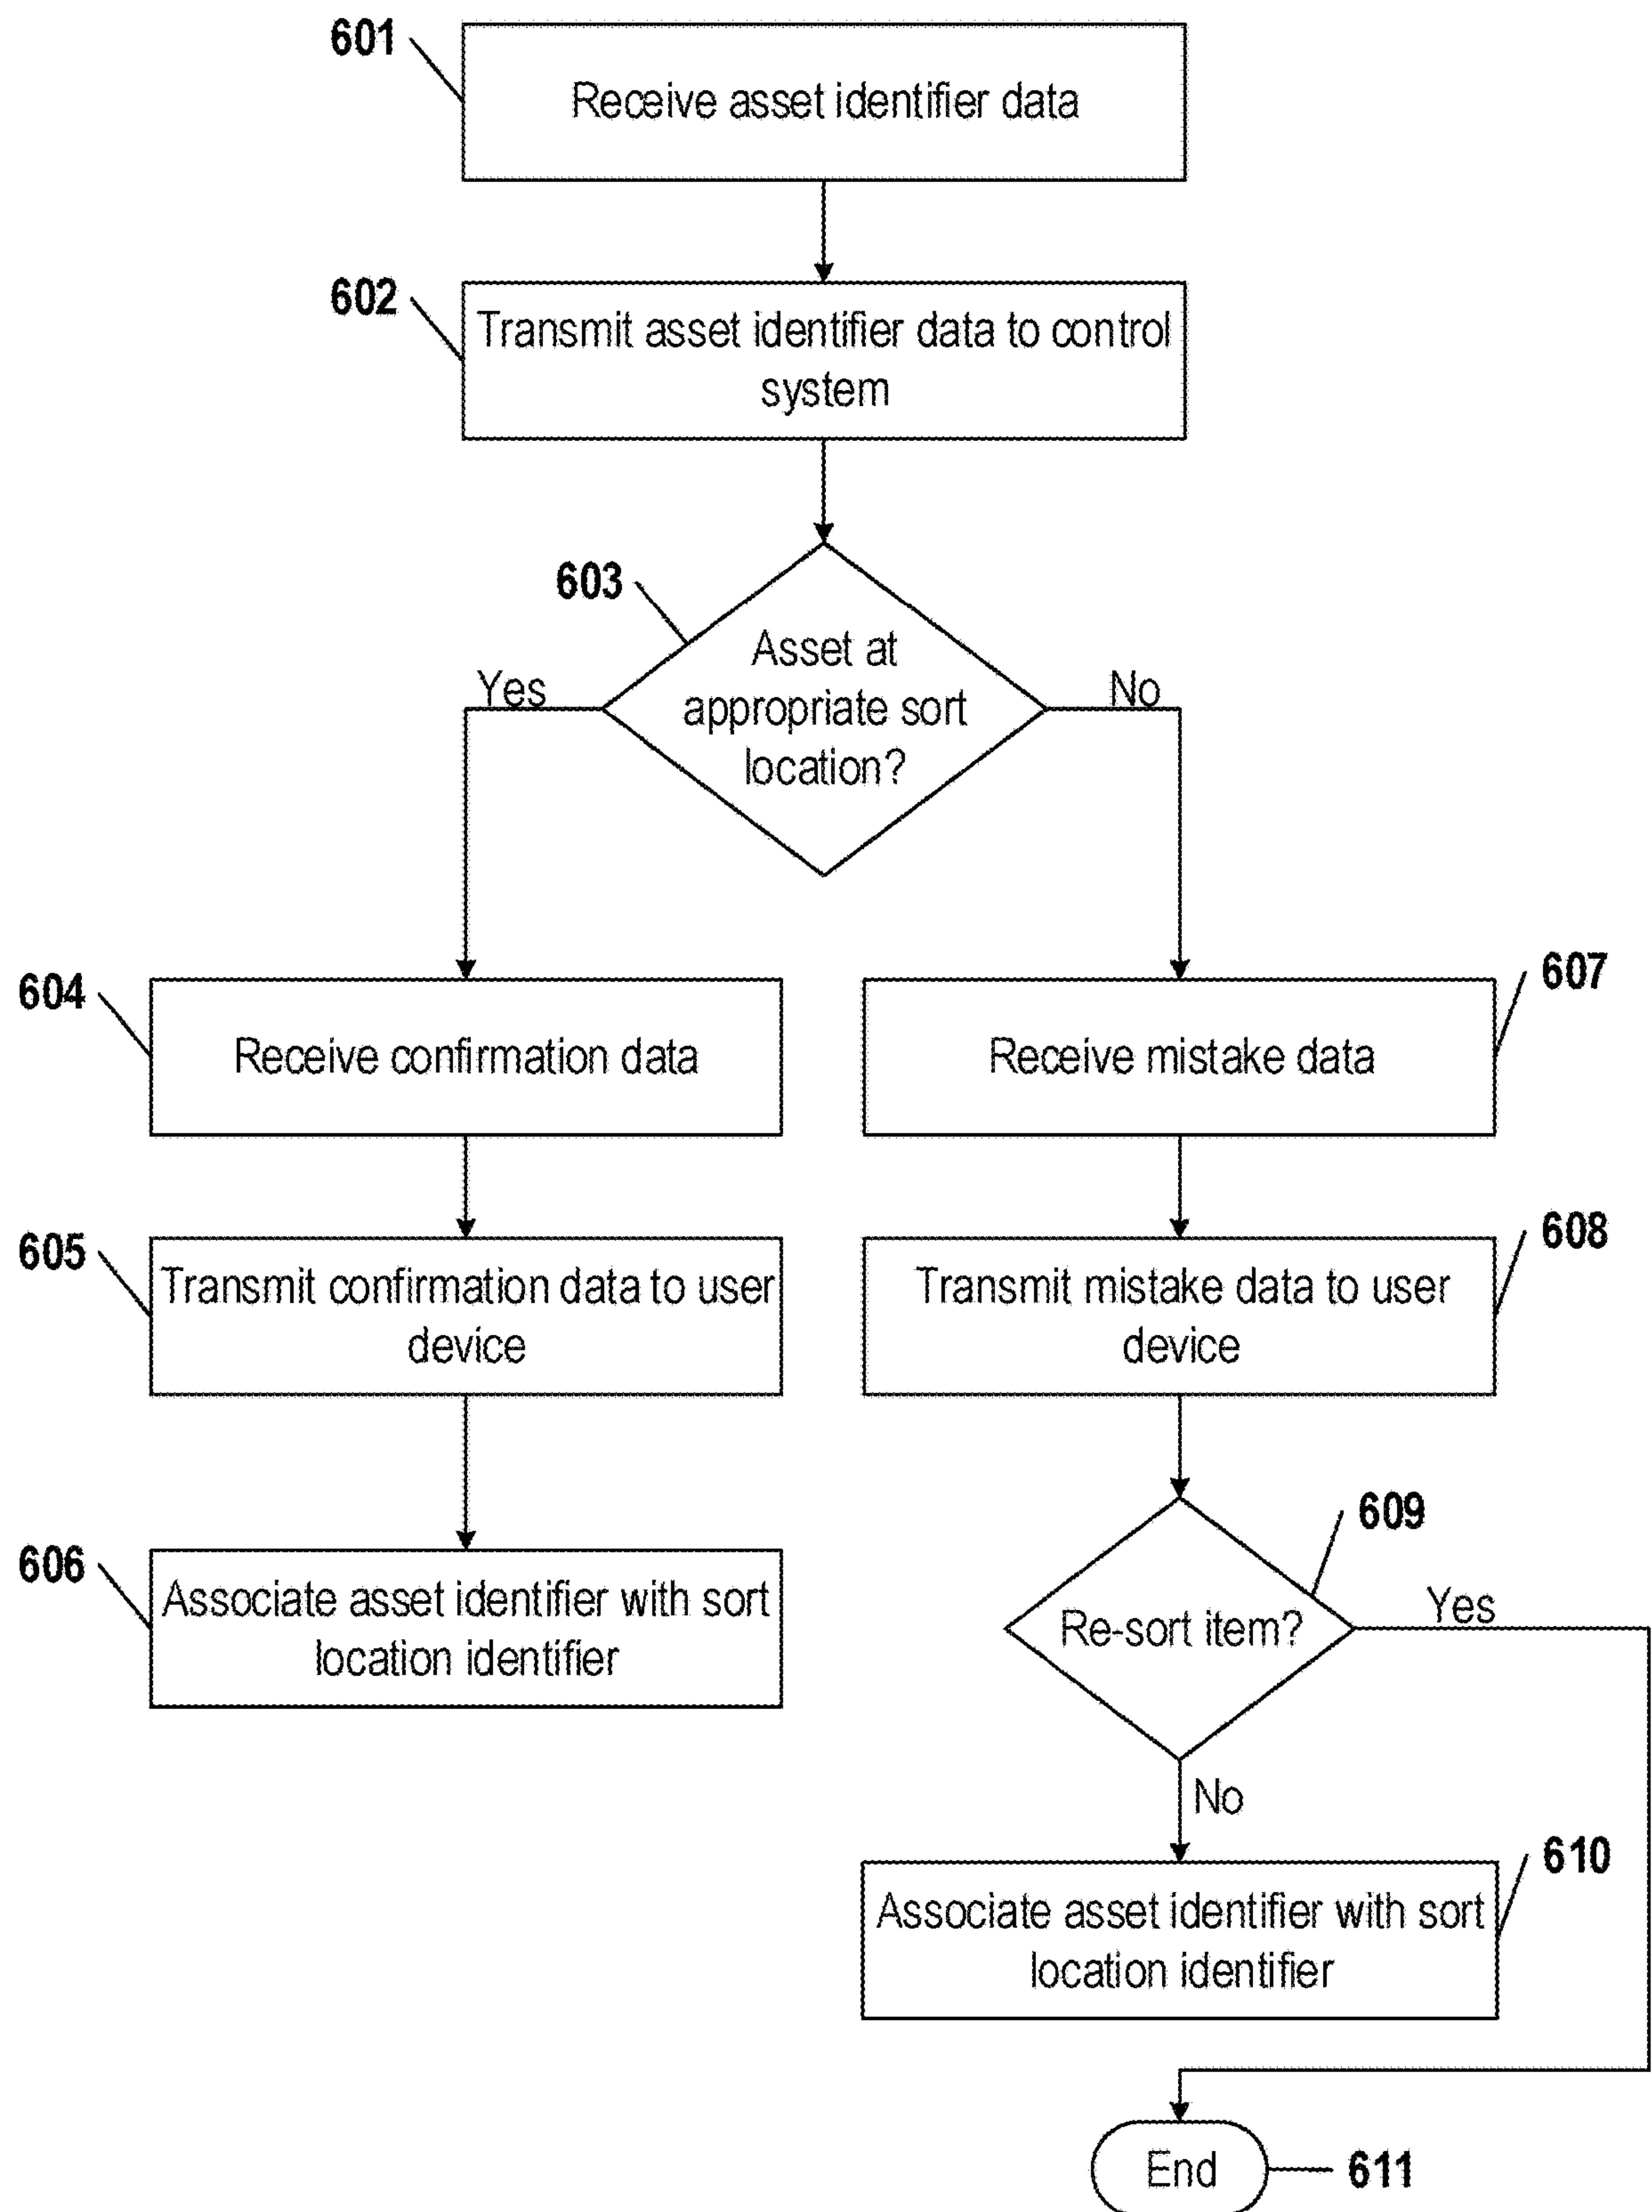 601
Receive asset identifier data
602
Transmit asset identifier data to control
system
603
Asset at
appropriate sort
location?
Yes
No
604
Receive confirmation data
607
Receive mistake data
605
Transmit confirmation data to user
device
608
Transmit mistake data to user
device
606
Associate asset identifier with sort
location identifier
609
Re-sort item?
Yes
No
610
Associate asset identifier with sort
location identifier
End
611